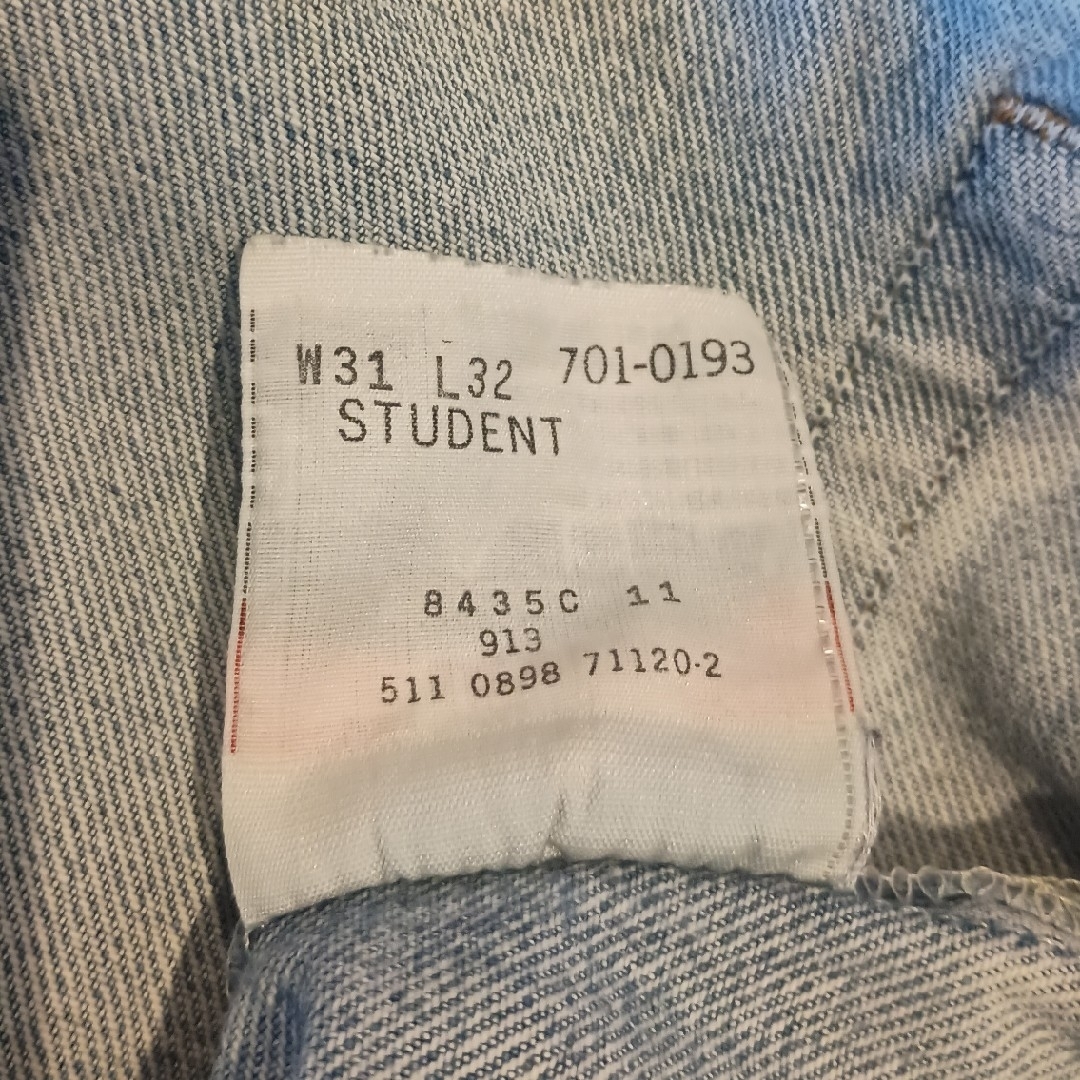 W31 L32 701-0193
STUDENT
8435C 11
913
511 0898 71120-2